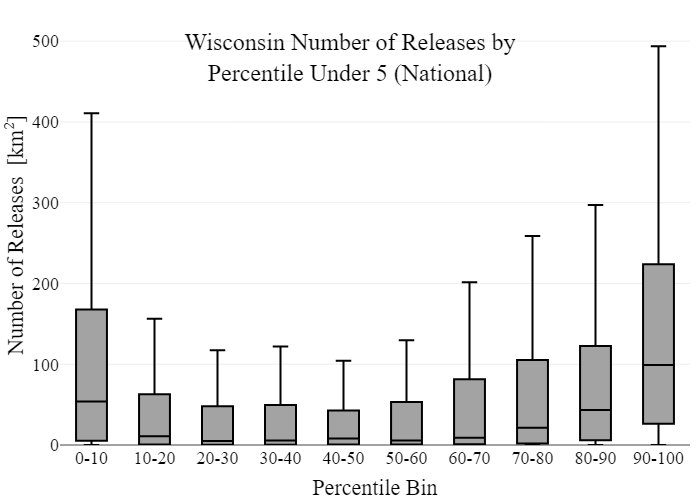 Wisconsin Number of Releases by
Percentile Under 5 (National)
Number of Releases [km²]
500
400
300
200
100
0
0-10 10-20 20-30 30-40 40-50 50-60 60-70 70-80 80-90 90-100
Percentile Bin